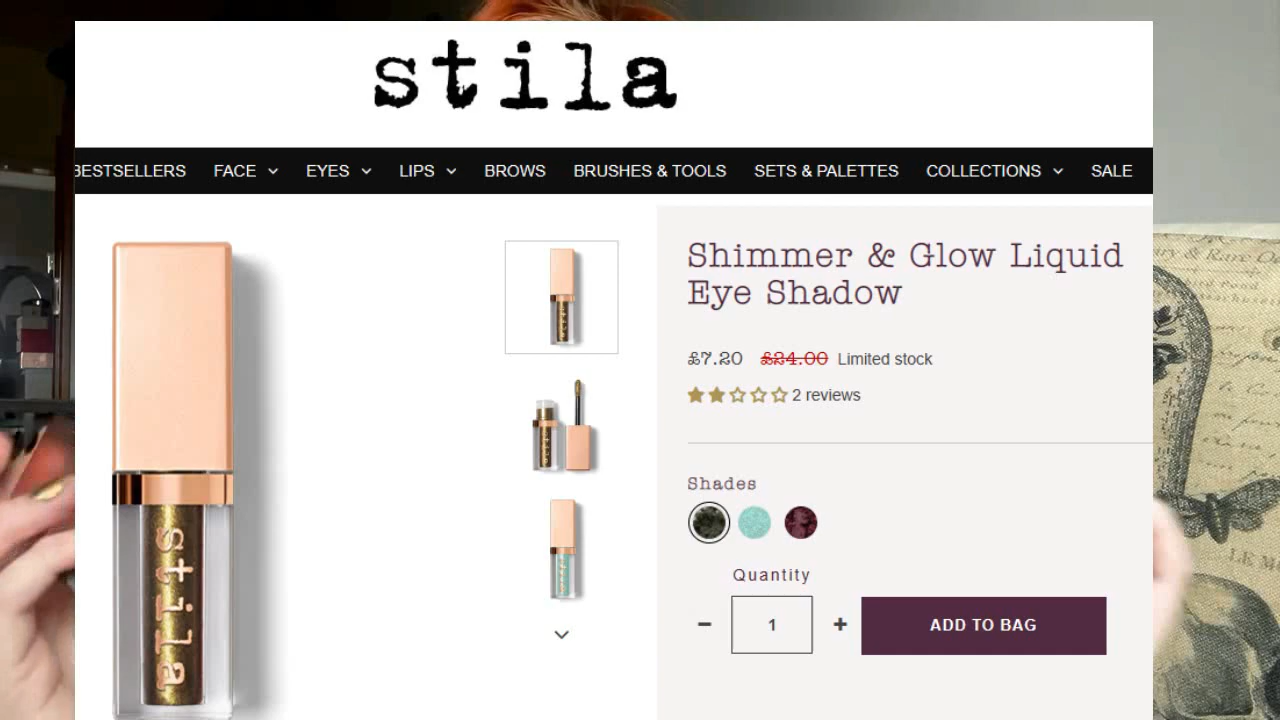 stila
BESTSELLERS FACE EYES LIPS BROWS BRUSHES & TOOLS SETS & PALETTES COLLECTIONS SALE
Shimmer & Glow Liquid
Eye Shadow
£7.20 £24.00 Limited stock
2 reviews
Shades
Quantity
− 1 + ADD TO BAG
stila